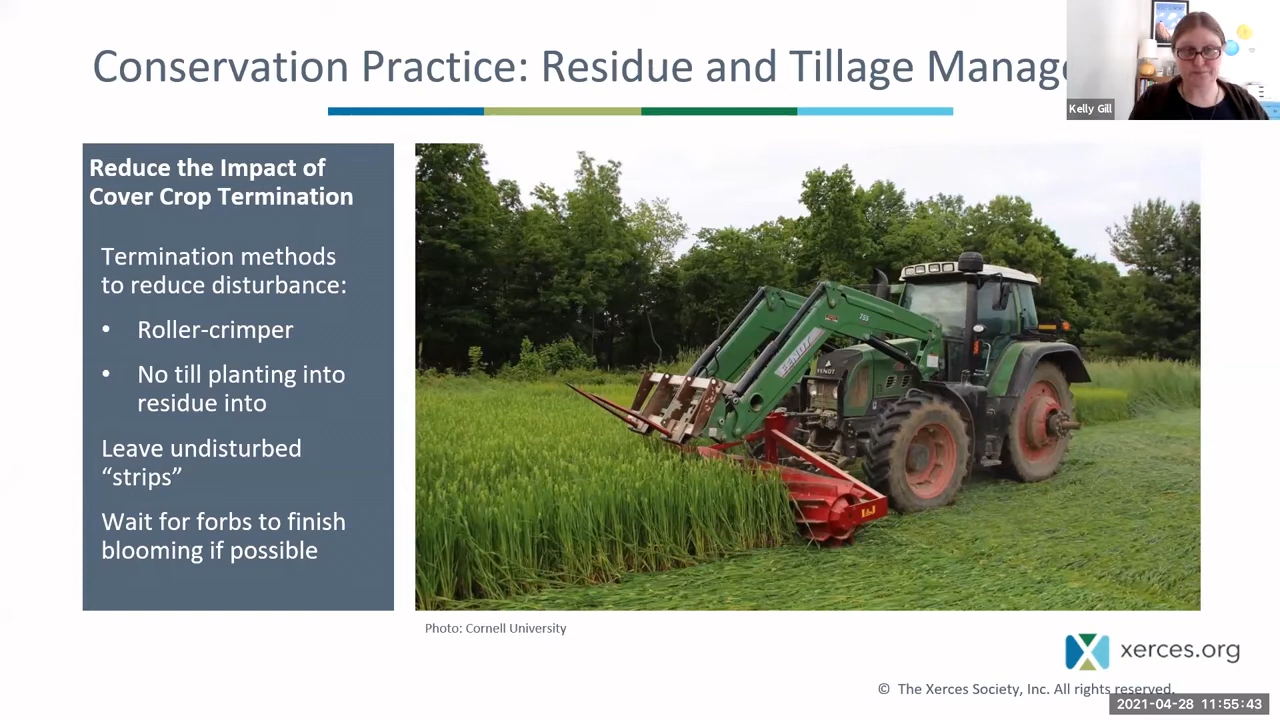 Conservation Practice: Residue and Tillage Manag
Kelly Gill
Reduce the Impact of
Cover Crop Termination
Termination methods
to reduce disturbance:
• Roller-crimper
• No till planting into
residue into
Leave undisturbed
“strips”
Wait for forbs to finish
blooming if possible
FENDT
FENDT
Photo: Cornell University
xerces.org
© The Xerces Society, Inc. All rights reserved.
2021-04-28 11:55:43